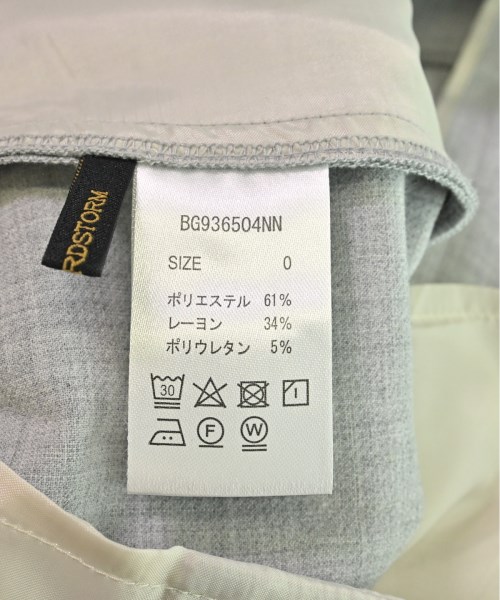 RDSTORM
BG936504NN
SIZE 0
ポリエステル 61%
レーヨン 34%
ポリウレタン 5%
30
F W